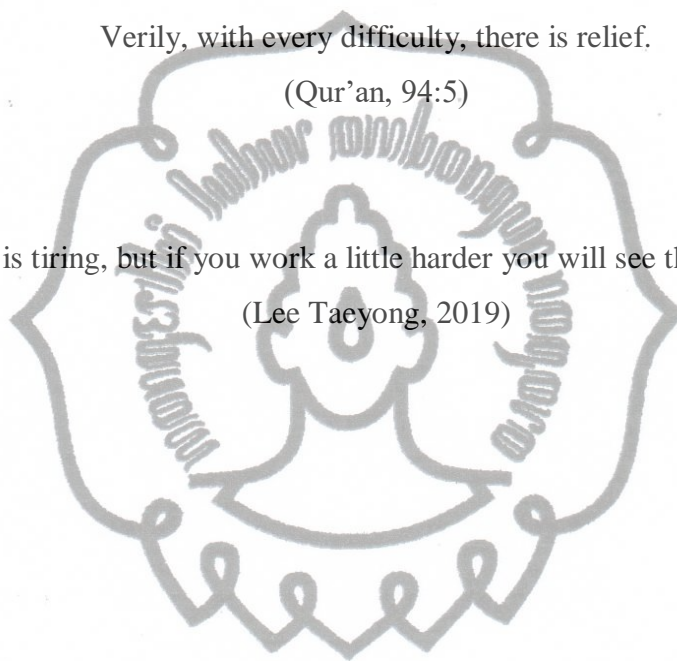 Verily, with every difficulty, there is relief.
(Qur’an, 94:5)
is tiring, but if you work a little harder you will see
(Lee Taeyong, 2019)